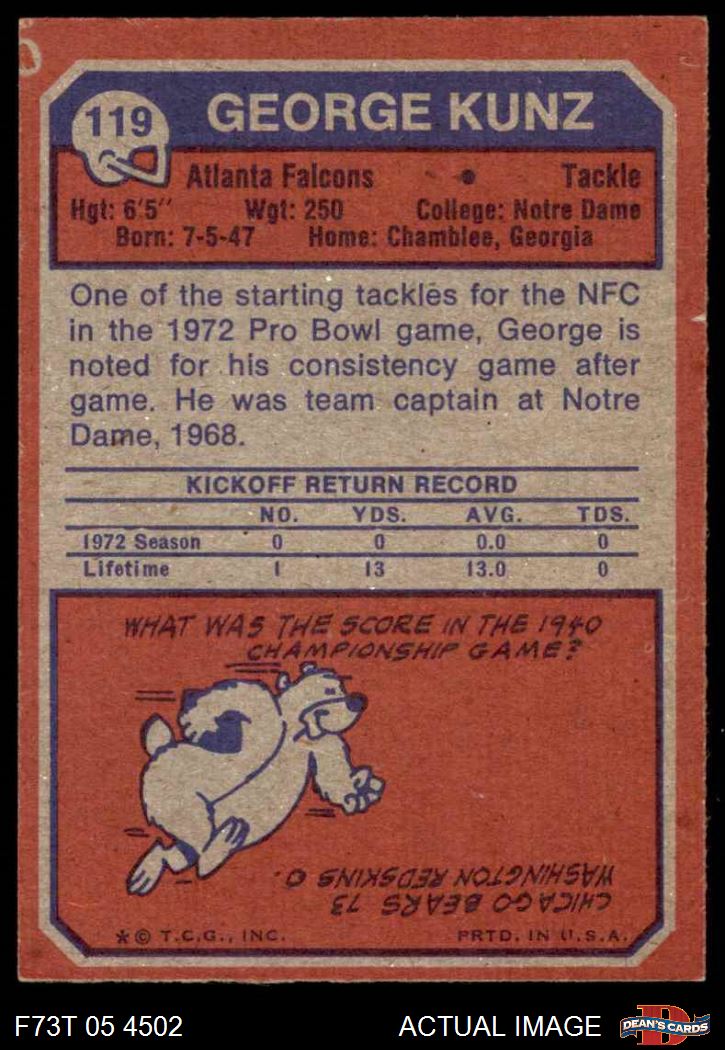 119
GEORGE KUNZ
Atlanta Falcons • Tackle
Hgt: 6'5" Wgt: 250 College: Notre Dame
Born: 7-5-47 Home: Chamblee, Georgia
One of the starting tackles for the NFC
in the 1972 Pro Bowl game, George is
noted for his consistency game after
game. He was team captain at Notre
Dame, 1968.
KICKOFF RETURN RECORD
NO. YDS. AVG. TDS.
1972 Season 0 0 0.0 0
Lifetime 1 13 13.0 0
WHAT WAS THE SCORE IN THE 1940
CHAMPIONSHIP GAME?
CHICAGO BEARS 73
WASHINGTON REDSKINS 0.
* © T.C.G., INC. PRTD. IN U.S.A.
F73T 05 4502 ACTUAL IMAGE
D
DEAN'S CARDS